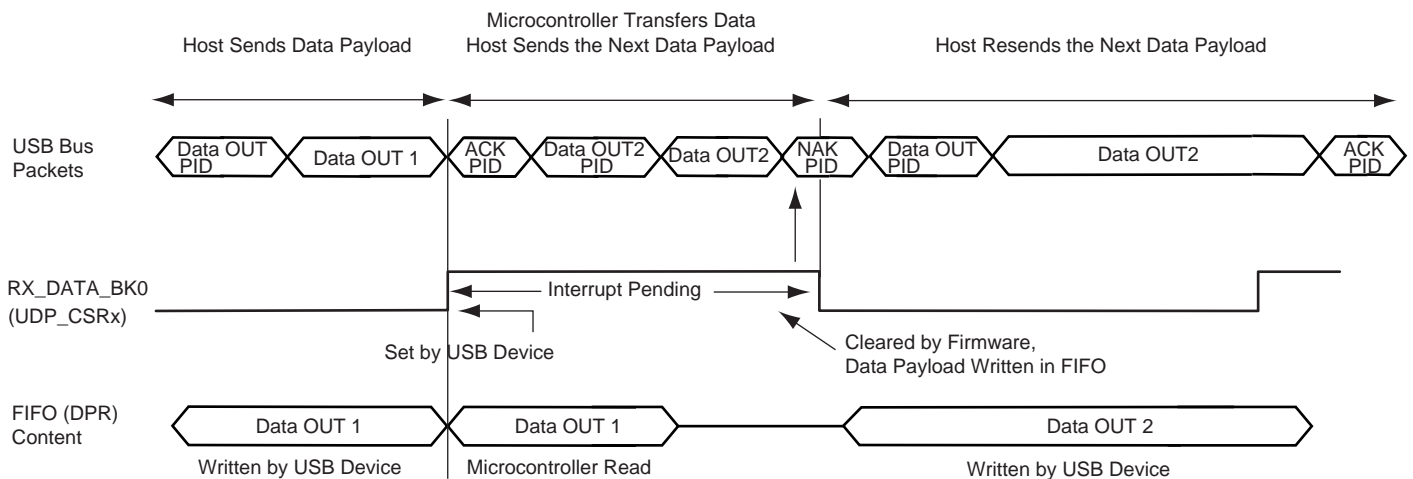 Microcontroller Transfers Data
Host Sends Data Payload
Host Sends the Next Data Payload
Host Resends the Next Data Payload
USB Bus
Packets
Data OUT
PID
Data OUT 1
ACK
PID
Data OUT2
PID
Data OUT2
NAK
PID
Data OUT
PID
Data OUT2
ACK
PID
RX_DATA_BK0
(UDP_CSRx)
Interrupt Pending
Set by USB Device
Cleared by Firmware,
Data Payload Written in FIFO
FIFO (DPR)
Content
Data OUT 1
Data OUT 1
Data OUT 2
Written by USB Device
Microcontroller Read
Written by USB Device